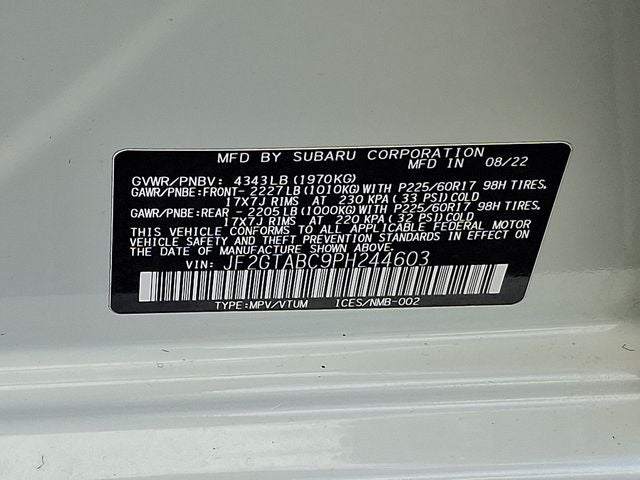 MFD BY SUBARU CORPORATION
MFD IN 08/22
GVWR/PNBV: 4343LB (1970KG)
GAWR/PNBE:FRONT- 2227LB (1010KG) WITH P225/60R17 98H TIRES,
17X7J RIMS AT 230 KPA (33 PSI) COLD
GAWR/PNBE:REAR - 2205LB (1000KG) WITH P225/60R17 98H TIRES,
17X7J RIMS AT 220 KPA (32 PSI) COLD
THIS VEHICLE CONFORMS TO ALL APPLICABLE FEDERAL MOTOR
VEHICLE SAFETY AND THEFT PREVENTION STANDARDS IN EFFECT ON
THE DATE OF MANUFACTURE SHOWN ABOVE.
VIN: JF2GTABC9PH244603
TYPE:MPV/VTUM ICES/NMB-002